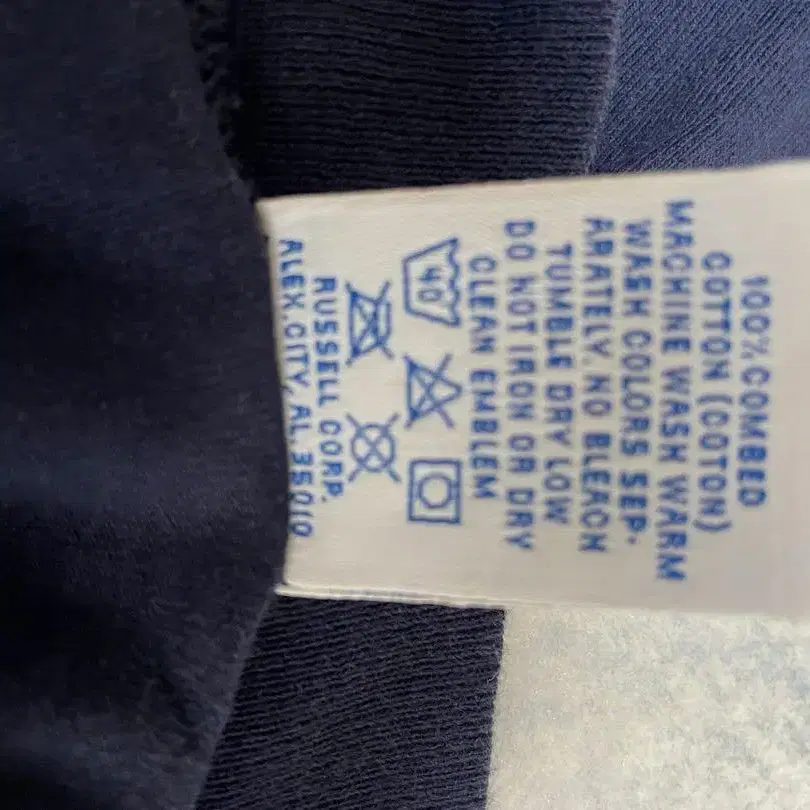 100% COMBED
COTTON (COTON)
MACHINE WASH WARM
WASH COLORS SEP-
ARATELY. NO BLEACH
TUMBLE DRY LOW
DO NOT IRON OR DRY
CLEAN EMBLEM
40
RUSSELL CORP.
ALEX.CITY, AL. 35010